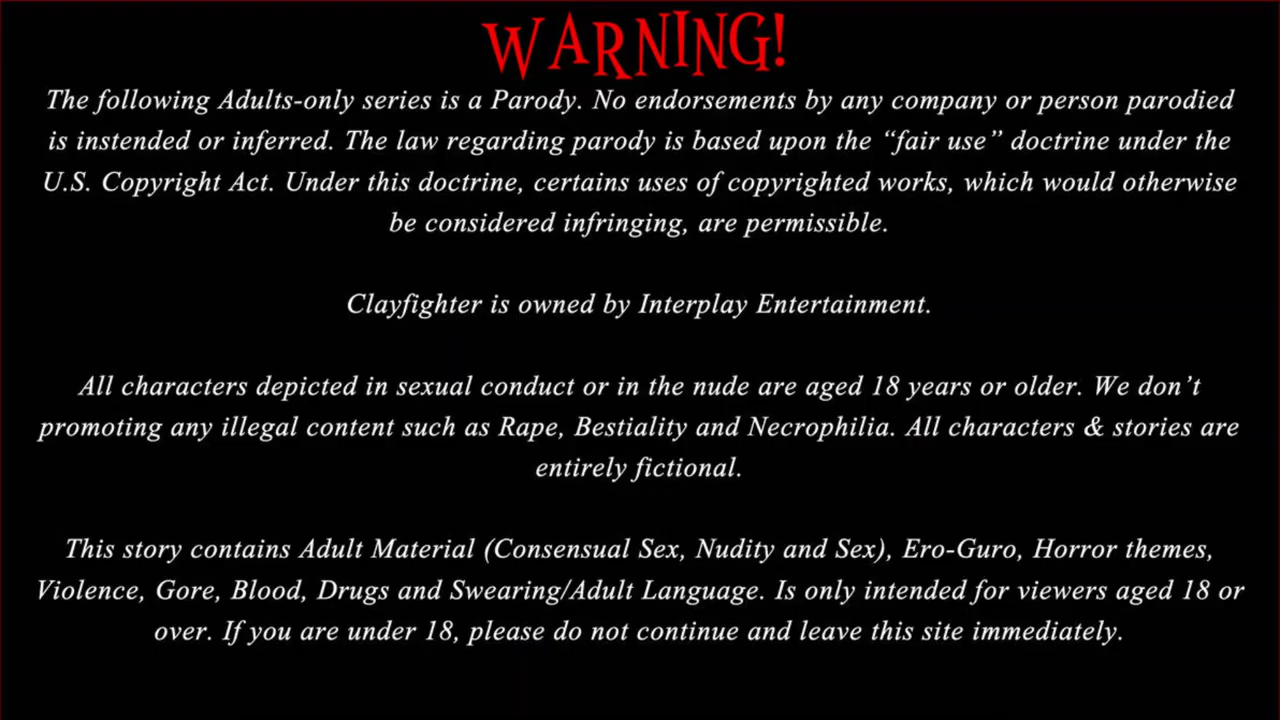 WARNING!
The following Adults-only series is a Parody. No endorsements by any company or person parodied
is instended or inferred. The law regarding parody is based upon the “fair use” doctrine under the
U.S. Copyright Act. Under this doctrine, certains uses of copyrighted works, which would otherwise
be considered infringing, are permissible.
Clayfighter is owned by Interplay Entertainment.
All characters depicted in sexual conduct or in the nude are aged 18 years or older. We don’t
promoting any illegal content such as Rape, Bestiality and Necrophilia. All characters & stories are
entirely fictional.
This story contains Adult Material (Consensual Sex, Nudity and Sex), Ero-Guro, Horror themes,
Violence, Gore, Blood, Drugs and Swearing/Adult Language. Is only intended for viewers aged 18 or
over. If you are under 18, please do not continue and leave this site immediately.